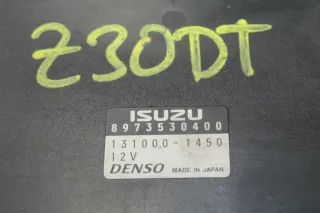 Z30DT
ISUZU
8973530400
131000-1450
12V
DENSO MADE IN JAPAN